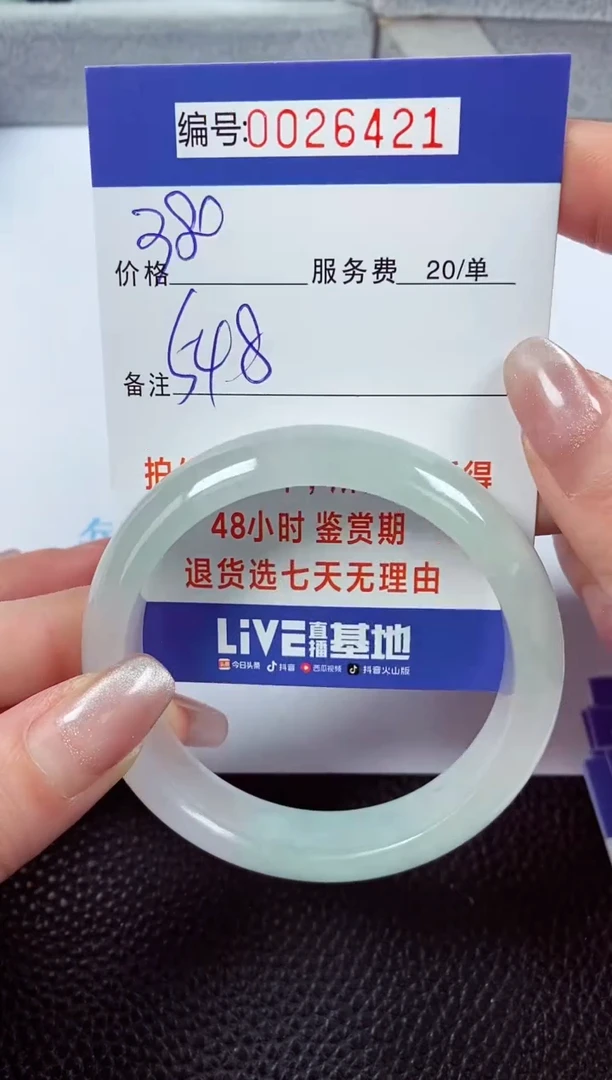 编号:0026421
380
价格 服务费 20/单
548
备注
48小时 鉴赏期
退货选七天无理由
LiVE直播基地
今日头条 抖音 西瓜视频 抖音火山版